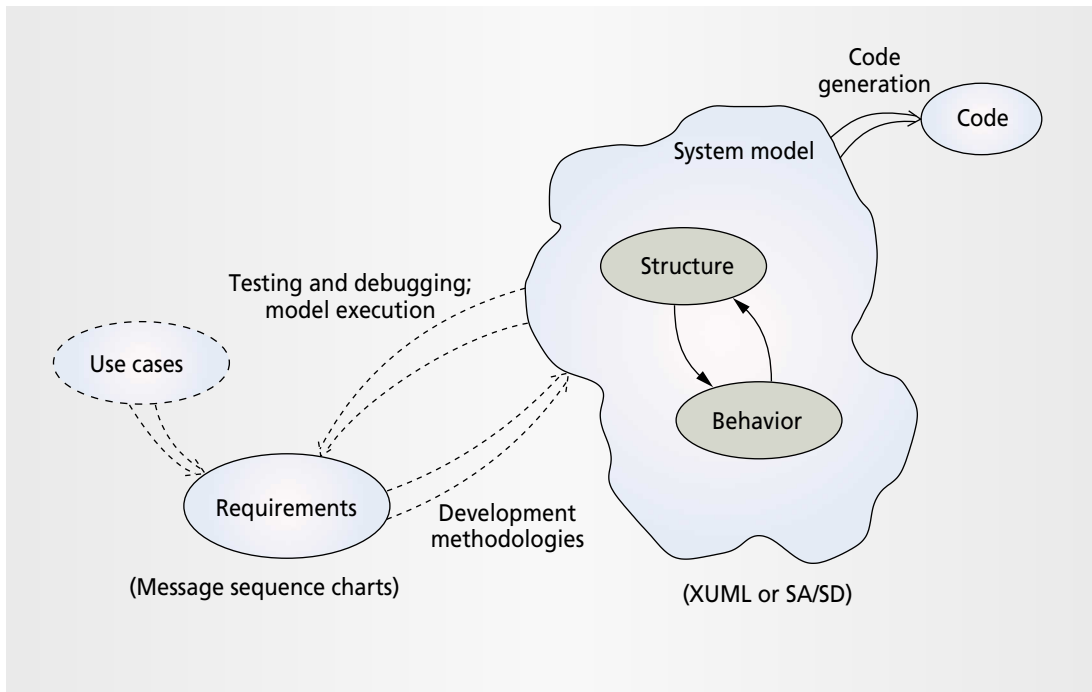 Code
generation
Code
System model
Structure
Testing and debugging;
model execution
Use cases
Behavior
Requirements
Development
methodologies
(Message sequence charts)
(XUML or SA/SD)